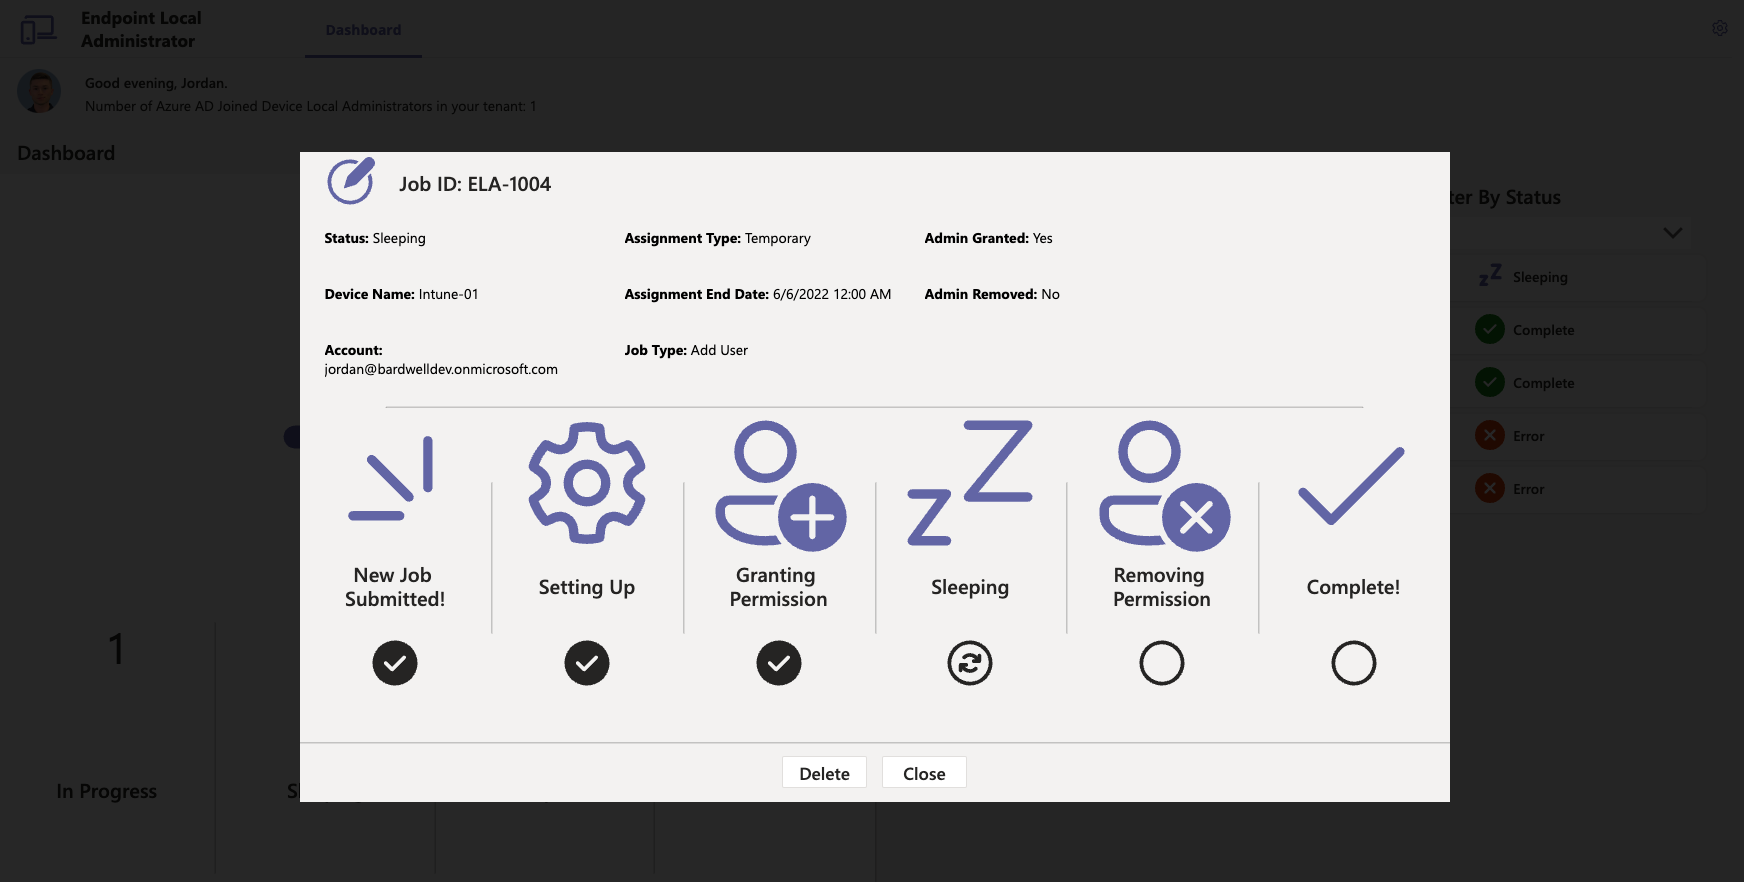 Endpoint Local
Administrator
Dashboard
Good evening, Jordan.
Number of Azure AD Joined Device Local Administrators in your tenant: 1
Dashboard
Job ID: ELA-1004
Status: Sleeping
Assignment Type: Temporary
Admin Granted: Yes
Device Name: Intune-01
Assignment End Date: 6/6/2022 12:00 AM
Admin Removed: No
Account:
jordan@bardwelldev.onmicrosoft.com
Job Type: Add User
New Job
Submitted!
Setting Up
Granting
Permission
Sleeping
Removing
Permission
Complete!
Delete
Close
By Status
Sleeping
Complete
Complete
Error
Error
1
In Progress